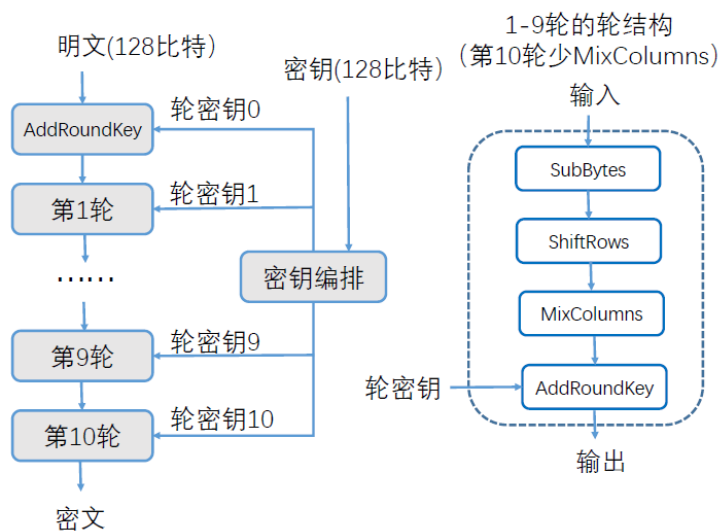 明文(128比特)
密钥(128比特)
AddRoundKey
轮密钥0
第1轮
轮密钥1
……
密钥编排
第9轮
轮密钥9
第10轮
轮密钥10
密文
1-9轮的轮结构
（第10轮少MixColumns）
输入
SubBytes
ShiftRows
MixColumns
轮密钥
AddRoundKey
输出